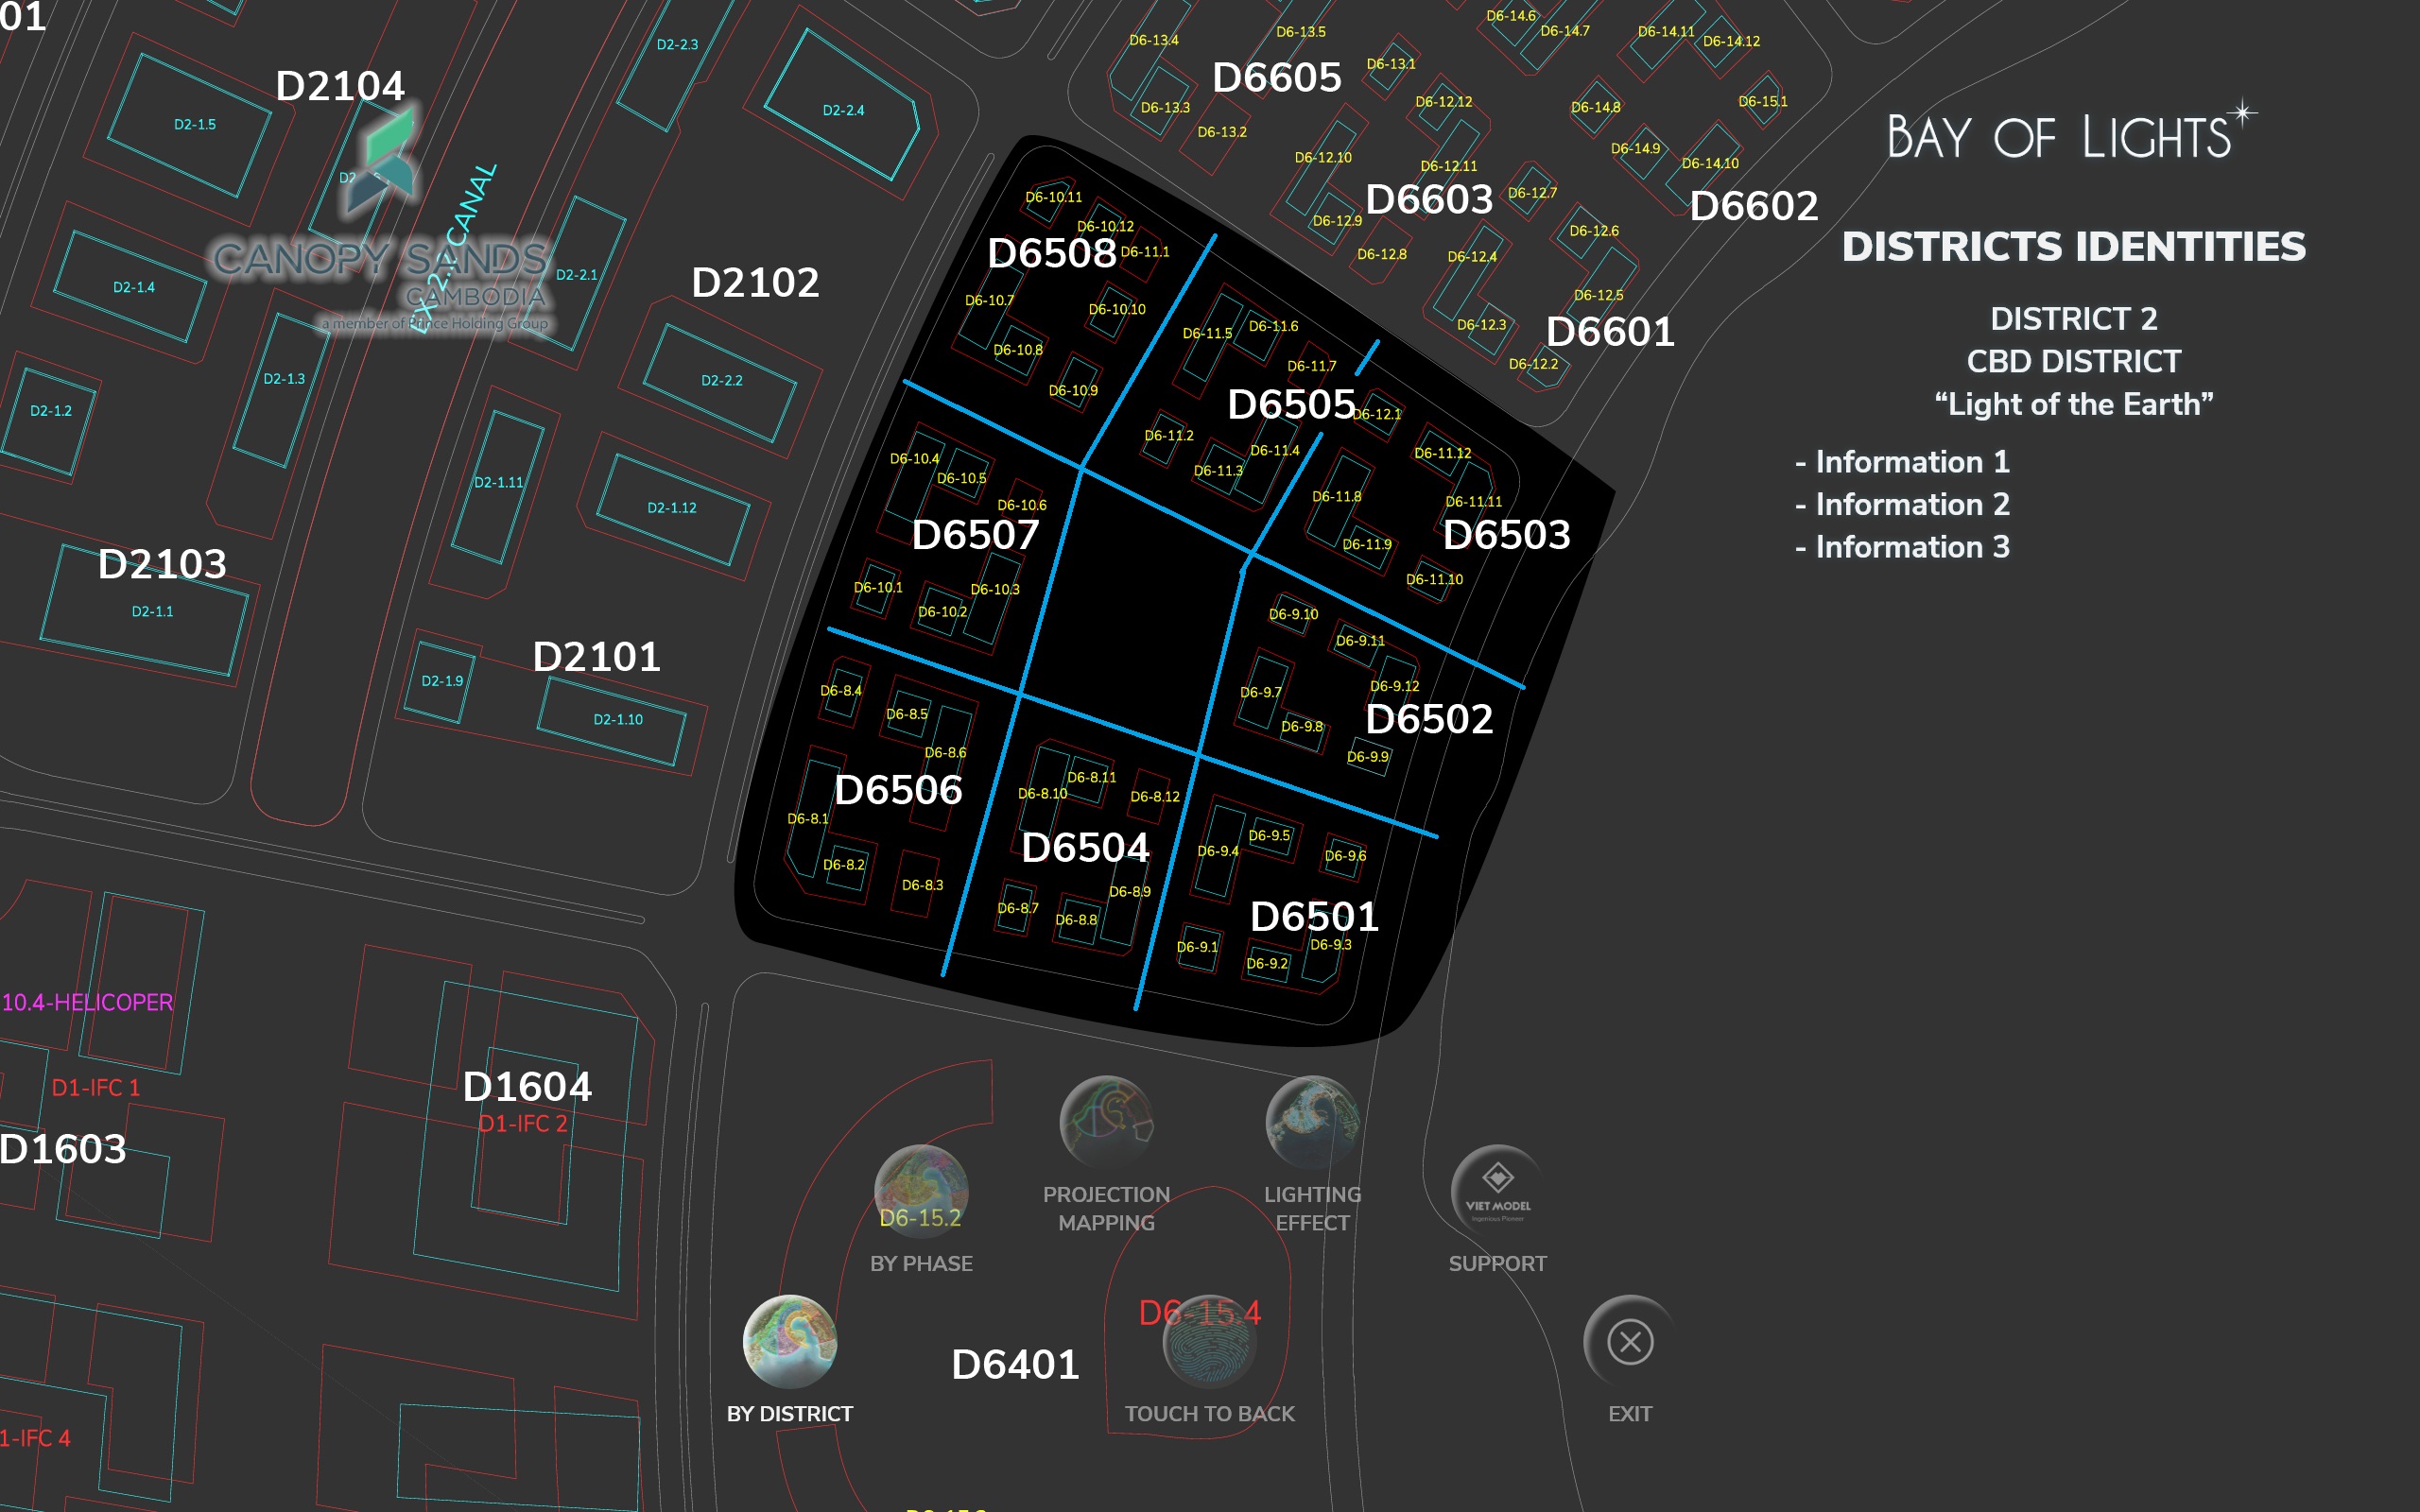 01
D2104
D2-1.5
D2-2.3
D2-2.4
EX 2.2 CANAL
CANOPY SANDS
CAMBODIA
a member of Prince Holding Group
D2-1.4
D2-2.1
D2102
D2-1.3
D2-2.2
D2-1.2
D2-1.11
D2-1.12
D2103
D2-1.1
D2101
D2-1.9
D2-1.10
D6-13.4
D6-13.5
D6605
D6-13.1
D6-13.3
D6-13.2
D6-14.6
D6-14.7
D6-14.11
D6-14.12
D6-14.8
D6-15.1
D6-14.9
D6-14.10
D6602
D6-12.12
D6-12.10
D6-12.11
D6603
D6-12.7
D6-12.9
D6-12.8
D6-12.6
D6-12.4
D6-12.5
D6-12.3
D6601
D6-12.2
D6-10.11
D6-10.12
D6508
D6-11.1
D6-10.7
D6-10.10
D6-10.8
D6-10.9
D6-11.5
D6-11.6
D6-11.7
D6505
D6-11.2
D6-11.4
D6-11.3
D6-12.1
D6-11.12
D6-11.8
D6-11.11
D6503
D6-11.9
D6-11.10
D6-10.4
D6-10.5
D6-10.6
D6507
D6-10.1
D6-10.3
D6-10.2
D6-9.10
D6-9.11
D6-9.7
D6-9.12
D6502
D6-9.8
D6-9.9
D6-8.4
D6-8.5
D6-8.6
D6506
D6-8.1
D6-8.2
D6-8.3
D6-8.11
D6-8.10
D6-8.12
D6504
D6-8.9
D6-8.7
D6-8.8
D6-9.5
D6-9.4
D6-9.6
D6501
D6-9.1
D6-9.3
D6-9.2
BAY OF LIGHTS
DISTRICTS IDENTITIES
DISTRICT 2
CBD DISTRICT
“Light of the Earth”
- Information 1
- Information 2
- Information 3
10.4-HELICOPER
D1-IFC 1
D1603
D1604
D1-IFC 2
1-IFC 4
D6-15.2
BY PHASE
PROJECTION
MAPPING
LIGHTING
EFFECT
VIET MODEL
Ingenious Pioneer
SUPPORT
D6-15.4
D6401
BY DISTRICT
TOUCH TO BACK
EXIT